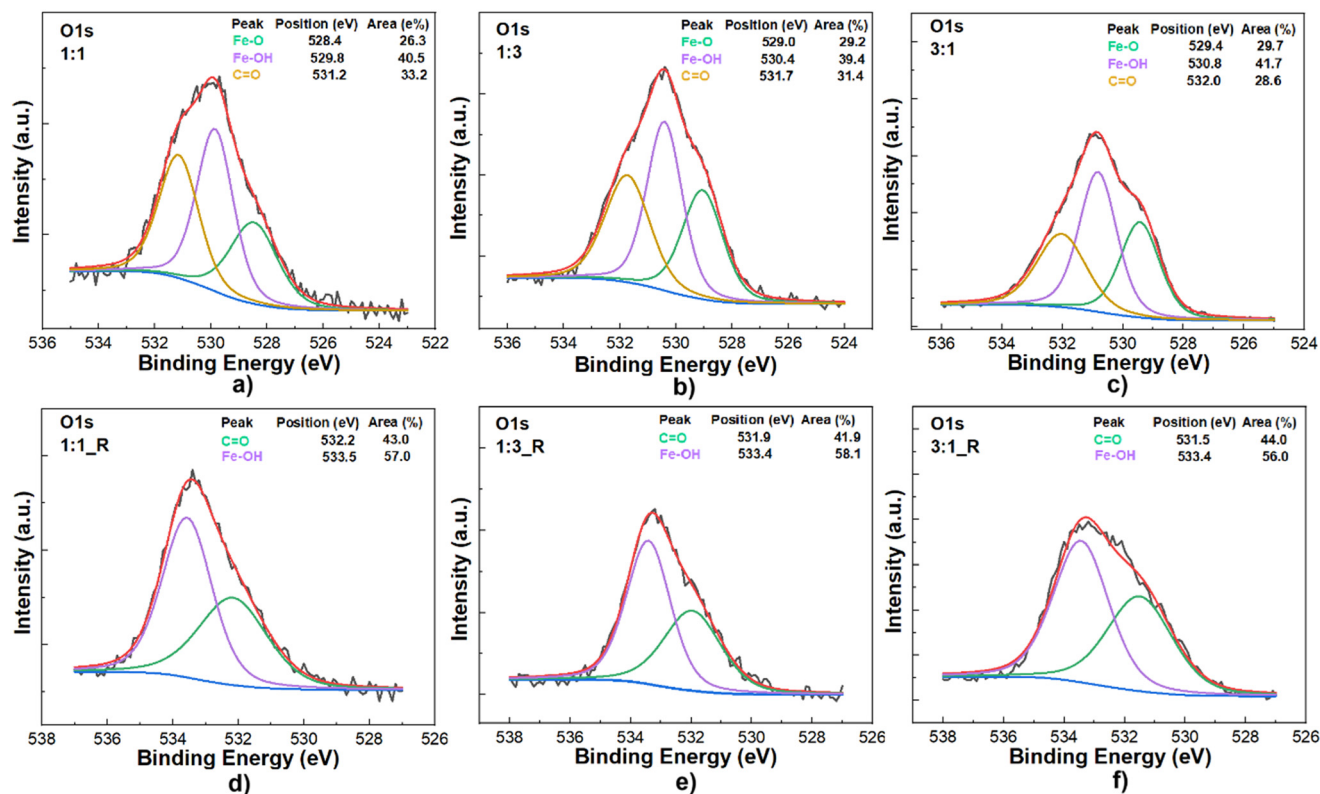 O1s
1:1
Peak Position (eV) Area (e%)
Fe-O 528.4 26.3
Fe-OH 529.8 40.5
C=O 531.2 33.2
Intensity (a.u.)
536 534 532 530 528 526 524 522
Binding Energy (eV)
a)
O1s
1:3
Peak Position (eV) Area (%)
Fe-O 529.0 29.2
Fe-OH 530.4 39.4
C=O 531.7 31.4
Intensity (a.u.)
536 534 532 530 528 526 524
Binding Energy (eV)
b)
O1s
3:1
Peak Position (eV) Area (%)
Fe-O 529.4 29.7
Fe-OH 530.8 41.7
C=O 532.0 28.6
Intensity (a.u.)
536 534 532 530 528 526 524
Binding Energy (eV)
c)
O1s
1:1_R
Peak Position (eV) Area (%)
C=O 532.2 43.0
Fe-OH 533.5 57.0
Intensity (a.u.)
538 536 534 532 530 528 526
Binding Energy (eV)
d)
O1s
1:3_R
Peak Position (eV) Area (%)
C=O 531.9 41.9
Fe-OH 533.4 58.1
Intensity (a.u.)
538 536 534 532 530 528 526
Binding Energy (eV)
e)
O1s
3:1_R
Peak Position (eV) Area (%)
C=O 531.5 44.0
Fe-OH 533.4 56.0
Intensity (a.u.)
538 536 534 532 530 528 526
Binding Energy (eV)
f)